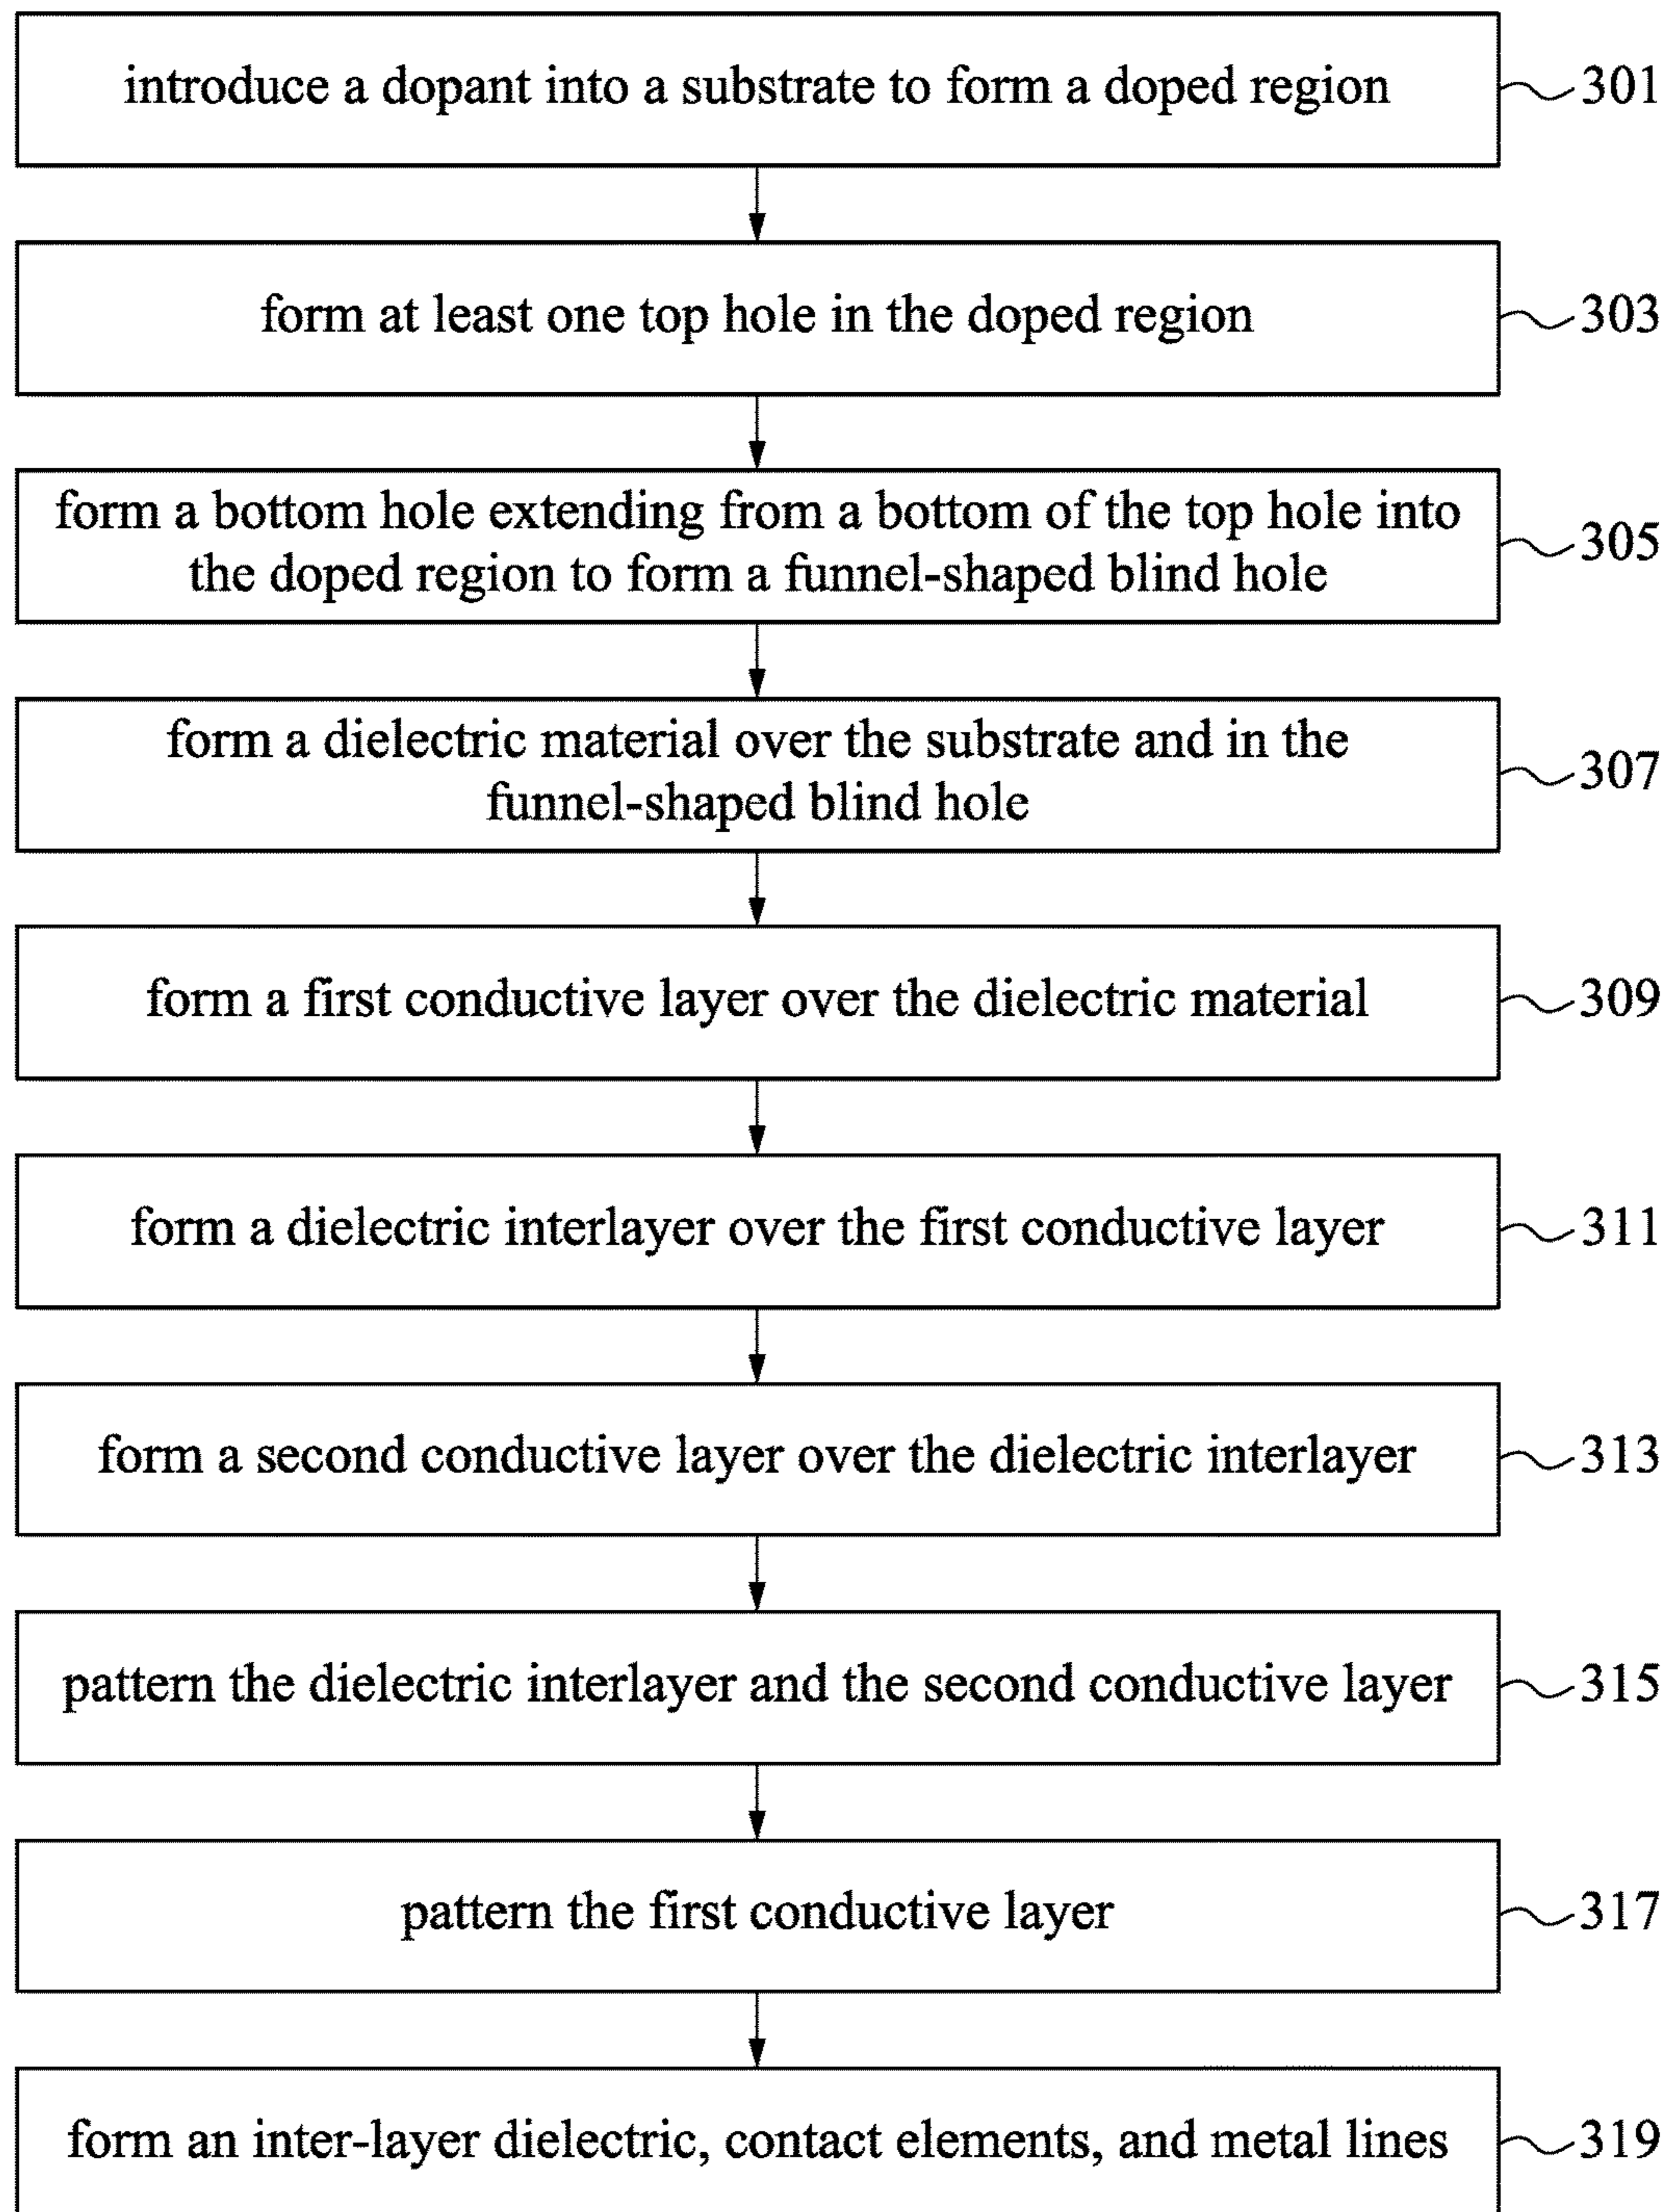 introduce a dopant into a substrate to form a doped region
301
form at least one top hole in the doped region
303
form a bottom hole extending from a bottom of the top hole into
the doped region to form a funnel-shaped blind hole
305
form a dielectric material over the substrate and in the
funnel-shaped blind hole
307
form a first conductive layer over the dielectric material
309
form a dielectric interlayer over the first conductive layer
311
form a second conductive layer over the dielectric interlayer
313
pattern the dielectric interlayer and the second conductive layer
315
pattern the first conductive layer
317
form an inter-layer dielectric, contact elements, and metal lines
319